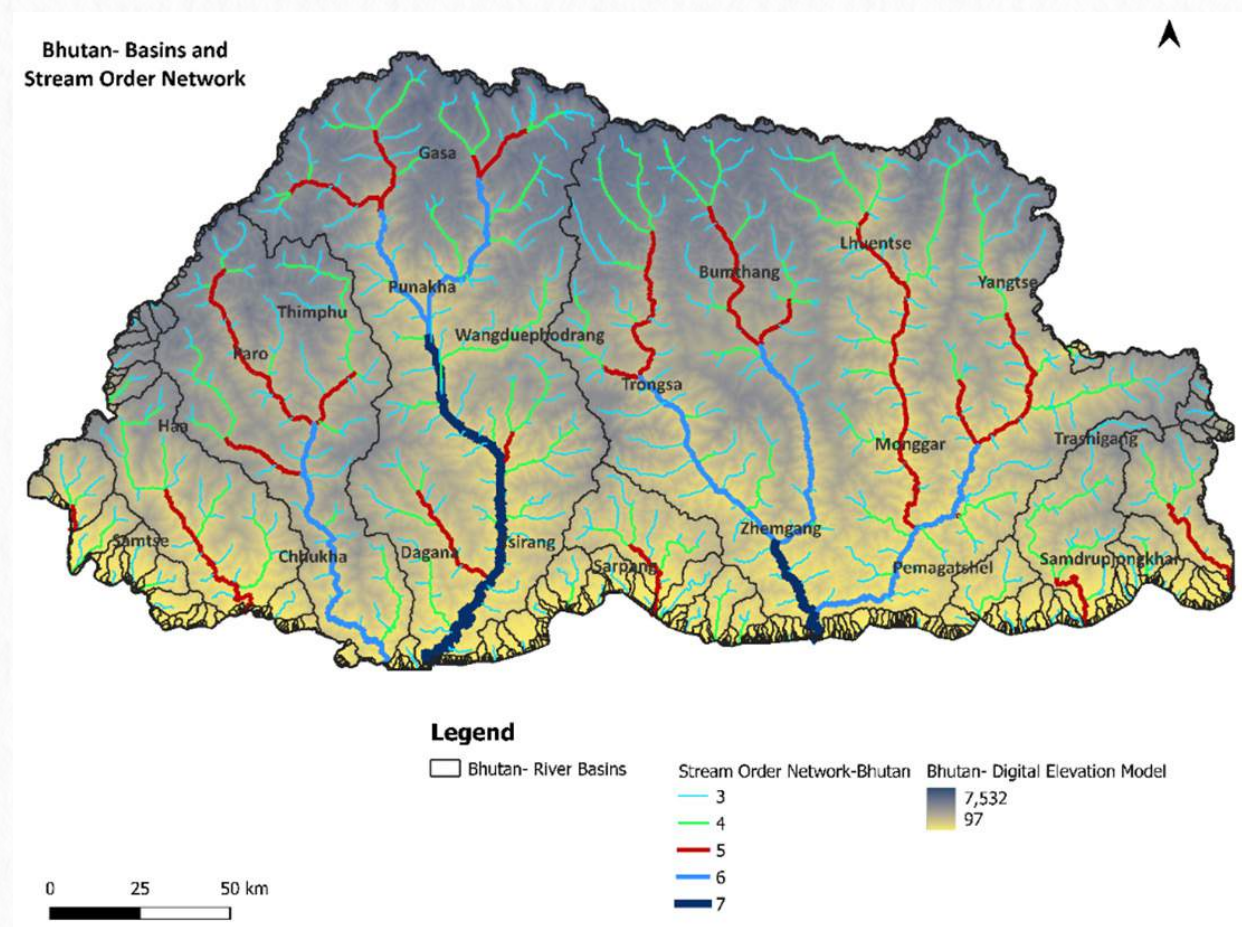 Bhutan- Basins and
Stream Order Network
Gasa
Lhuentse
Bumthang
Yangtse
Punakha
Thimphu
Wangduephodrang
Paro
Trongsa
Haa
Trashigang
Monggar
Zhemgang
Samtse
Tsirang
Dagana
Chhukha
Samdrupjongkhar
Sarpang
Pemagatshel
Legend
Bhutan- River Basins
Stream Order Network-Bhutan
3
4
5
6
7
Bhutan- Digital Elevation Model
7,532
97
0 25 50 km